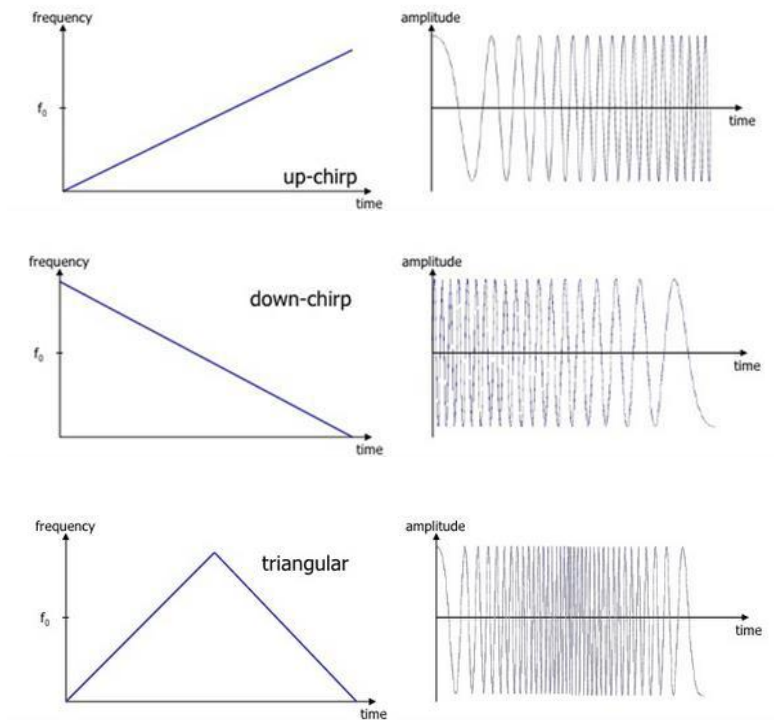 frequency
f₀
up-chirp
time
amplitude
time
frequency
down-chirp
f₀
time
amplitude
time
frequency
triangular
f₀
time
amplitude
time